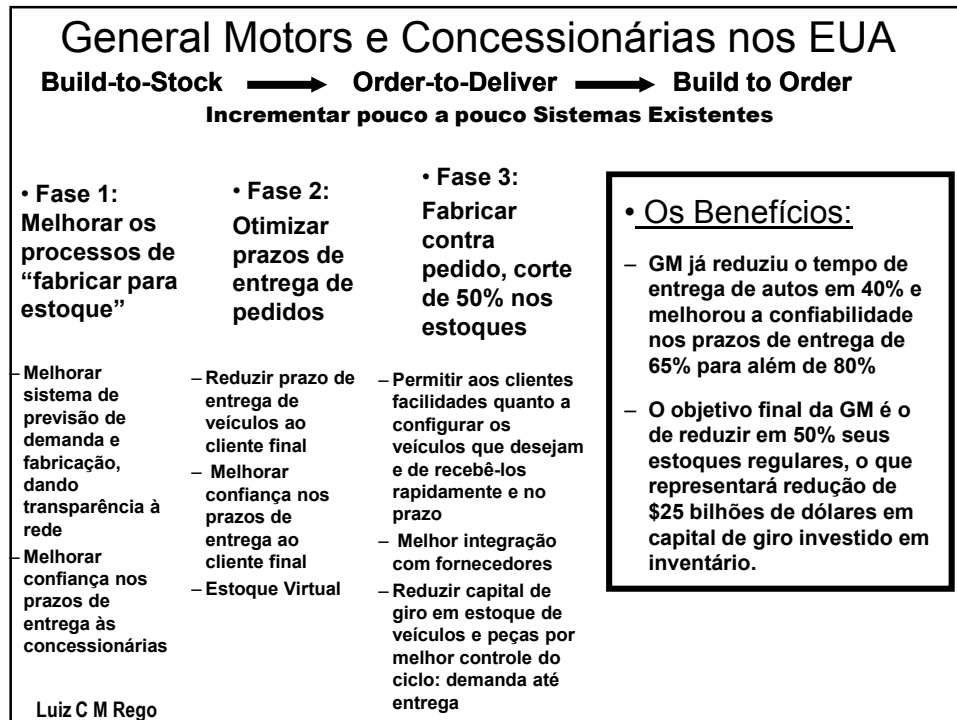 General Motors e Concessionárias nos EUA
Build-to-Stock Order-to-Deliver Build to Order
Incrementar pouco a pouco Sistemas Existentes
• Fase 1:
Melhorar os
processos de
“fabricar para
estoque”
– Melhorar
sistema de
previsão de
demanda e
fabricação,
dando
transparência à
rede
– Melhorar
confiança nos
prazos de
entrega às
concessionárias
• Fase 2:
Otimizar
prazos de
entrega de
pedidos
– Reduzir prazo de
entrega de
veículos ao
cliente final
– Melhorar
confiança nos
prazos de
entrega ao
cliente final
– Estoque Virtual
• Fase 3:
Fabricar
contra
pedido, corte
de 50% nos
estoques
– Permitir aos clientes
facilidades quanto a
configurar os
veículos que desejam
e de recebê-los
rapidamente e no
prazo
– Melhor integração
com fornecedores
– Reduzir capital de
giro em estoque de
veículos e peças por
melhor controle do
ciclo: demanda até
entrega
• Os Benefícios:
– GM já reduziu o tempo de
entrega de autos em 40% e
melhorou a confiabilidade
nos prazos de entrega de
65% para além de 80%
– O objetivo final da GM é o
de reduzir em 50% seus
estoques regulares, o que
representará redução de
$25 bilhões de dólares em
capital de giro investido em
inventário.
Luiz C M Rego